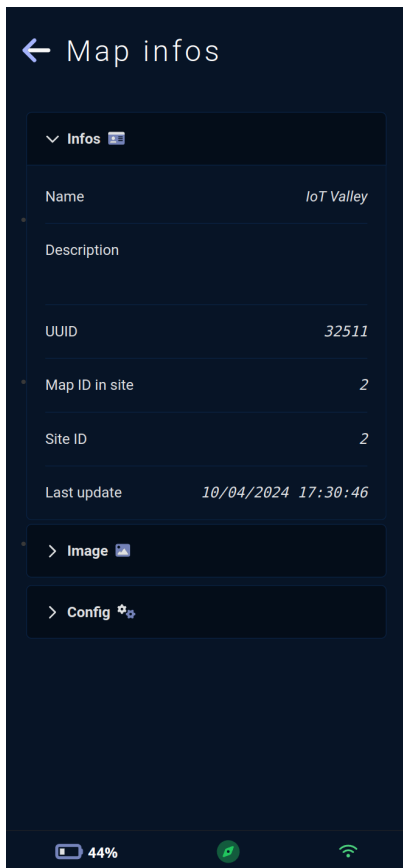 Map infos
Infos
Name IoT Valley
Description
UUID 32511
Map ID in site 2
Site ID 2
Last update 10/04/2024 17:30:46
Image
Config
44%